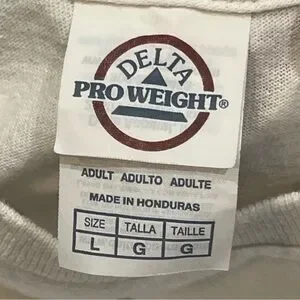 DELTA
PRO WEIGHT®
ADULT ADULTO ADULTE
MADE IN HONDURAS
SIZE TALLA TAILLE
L G G